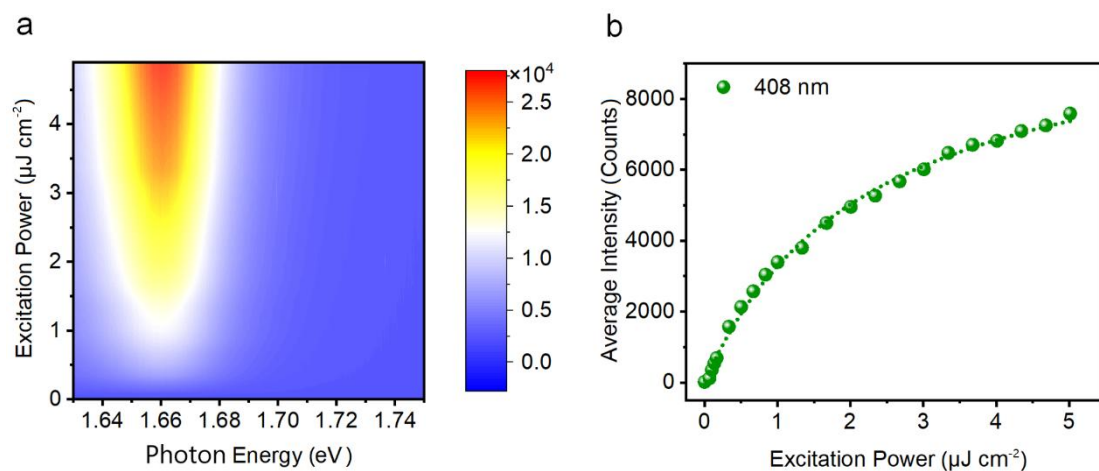 a
Excitation Power (µJ cm⁻²)
4
3
2
1
0
1.64 1.66 1.68 1.70 1.72 1.74
Photon Energy (eV)
×10⁴
2.5
2.0
1.5
1.0
0.5
0.0
b
Average Intensity (Counts)
8000
6000
4000
2000
0
408 nm
0 1 2 3 4 5
Excitation Power (µJ cm⁻²)